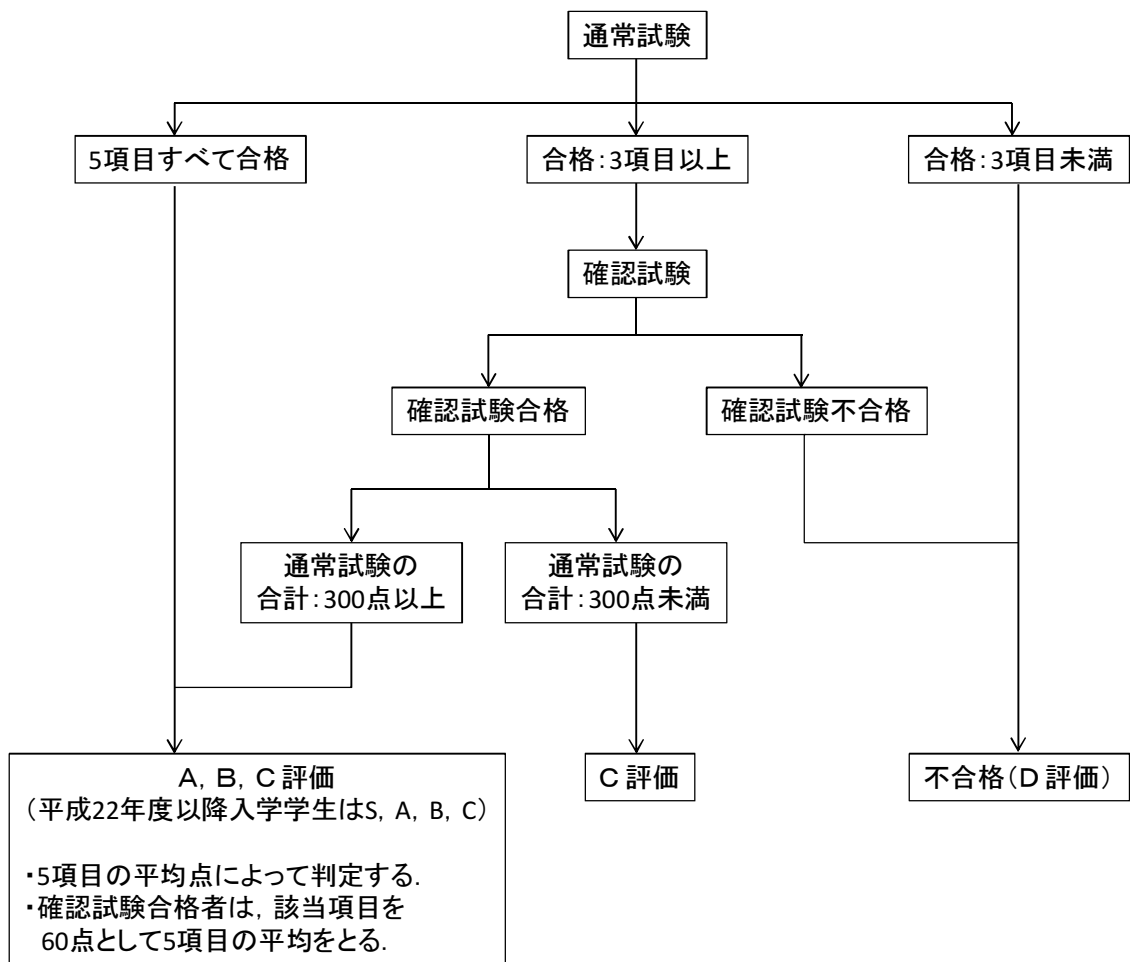 通常試験
5項目すべて合格
合格：3項目以上
合格：3項目未満
確認試験
確認試験合格
確認試験不合格
通常試験の
合計：300点以上
通常試験の
合計：300点未満
A, B, C 評価
（平成22年度以降入学学生はS, A, B, C）
・5項目の平均点によって判定する.
・確認試験合格者は, 該当項目を
60点として5項目の平均をとる.
C 評価
不合格（D 評価）